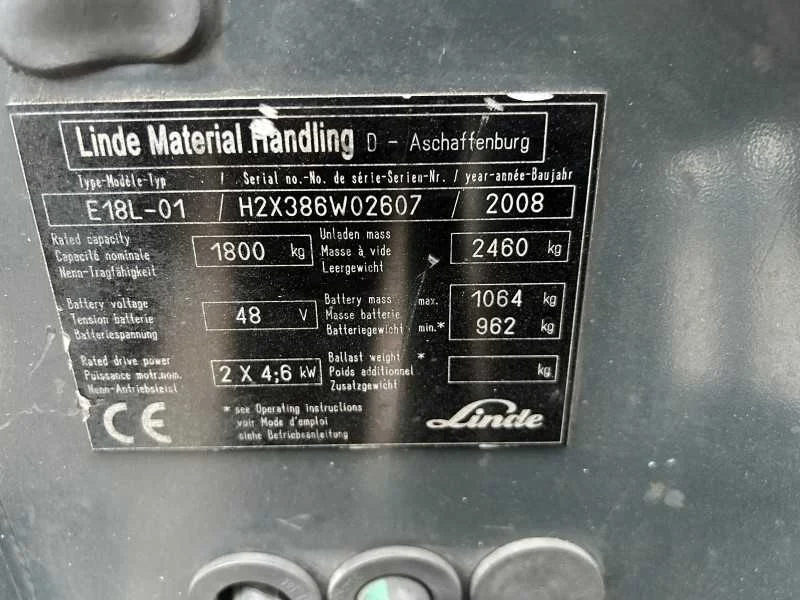 Linde Material Handling D - Aschaffenburg
Type-Modèle-Typ / Serial no.-No. de série-Serien-Nr. / year-année-Baujahr
E18L-01 / H2X386W02607 / 2008
Rated capacity
Capacité nominale
Nenn-Tragfähigkeit
1800 kg
Unladen mass
Masse à vide
Leergewicht
2460 kg
Battery voltage
Tension batterie
Batteriespannung
48 V
Battery mass max.
Masse batterie
Batteriegewicht min.*
1064 kg
962 kg
Rated drive power
Puissance motr.nom.
Nenn-Antriebsleist
2 X 4;6 kW
Ballast weight *
Poids additionnel
Zusatzgewicht
kg
CE
* see Operating instructions
voir Mode d'emploi
siehe Betriebsanleitung
Linde